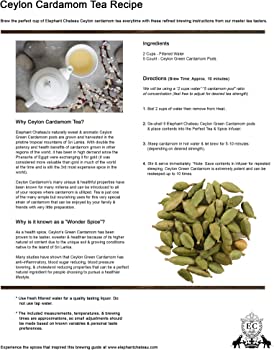 Ceylon Cardamom Tea Recipe
Brew the perfect cup of Elephant Chateau Ceylon cardamom tea everytime with these refined brewing instructions from our master tea tasters.
Ingredients
2 Cups - Filtered Water
5 Count - Ceylon Green Cardamom Pods
Directions (Brew Time: Approx. 10 minutes)
We will be using a "2 cups water" "5 cardamom pod" ratio
of concentration (feel free to adjust for desired strength)
1. Boil 2 cups of water then remove from Heat.
2. De-shell 5 Elephant Chateau Ceylon Green Cardamom pods
& place contents into the Perfect Tea & Spice Infuser.
3. Steep cardamom in hot water & let brew for 5-10 minutes
(depending on desired strength).
4. Stir & serve immediately. *Note: Save contents in infuser for repeated
steeping. Ceylon Green Cardamom is extremely potent and can be
resteeped up to 10 times.
Why Ceylon Cardamom Tea?
Elephant Chateau's naturally sweet & aromatic Ceylon
Green Cardamom pods are grown and harvested in the
pristine tropical mountains of Sri Lanka. With double the
potency and health benefits of cardamom grown in other
regions of the world, it has been in high demand since the
Pharaohs of Egypt were exchanging it for gold (it was
considered more valuable than gold in much of the world
at the time and is still the 3rd most expensive spice in the
world).
Ceylon Cardamom's many unique & healthful properties have
been known for many millenia and can be introduced to all
of your recipes where cardamom is utilized. Tea is just one
of the many simple but nourishing uses for this very special
strain of cardamom that can be enjoyed by your family &
friends with very little preparation.
Why is it known as a "Wonder Spice"?
As a health spice, Ceylon's Green Cardamom has been
proven to be tastier, sweeter & healthier because of its higher
natural oil content due to the unique soil & growing conditions
native to the island of Sri Lanka.
Many studies have shown that Ceylon Green Cardamom has
anti-inflammatory, blood sugar reducing, blood pressure
lowering, & cholesterol reducing properties that can be a perfect
natural ingredient for people choosing to pursue a healthier
lifestyle.
* Use fresh filtered water for a quality tasting liquor. Do
not use tap water.
* The included measurements, temperatures, & brewing
times are approximations, so small adjustments should
be made based on known variables & personal taste
preferences.
EC
Experience the spices that inspired this brewing guide at www.elephantchateau.com